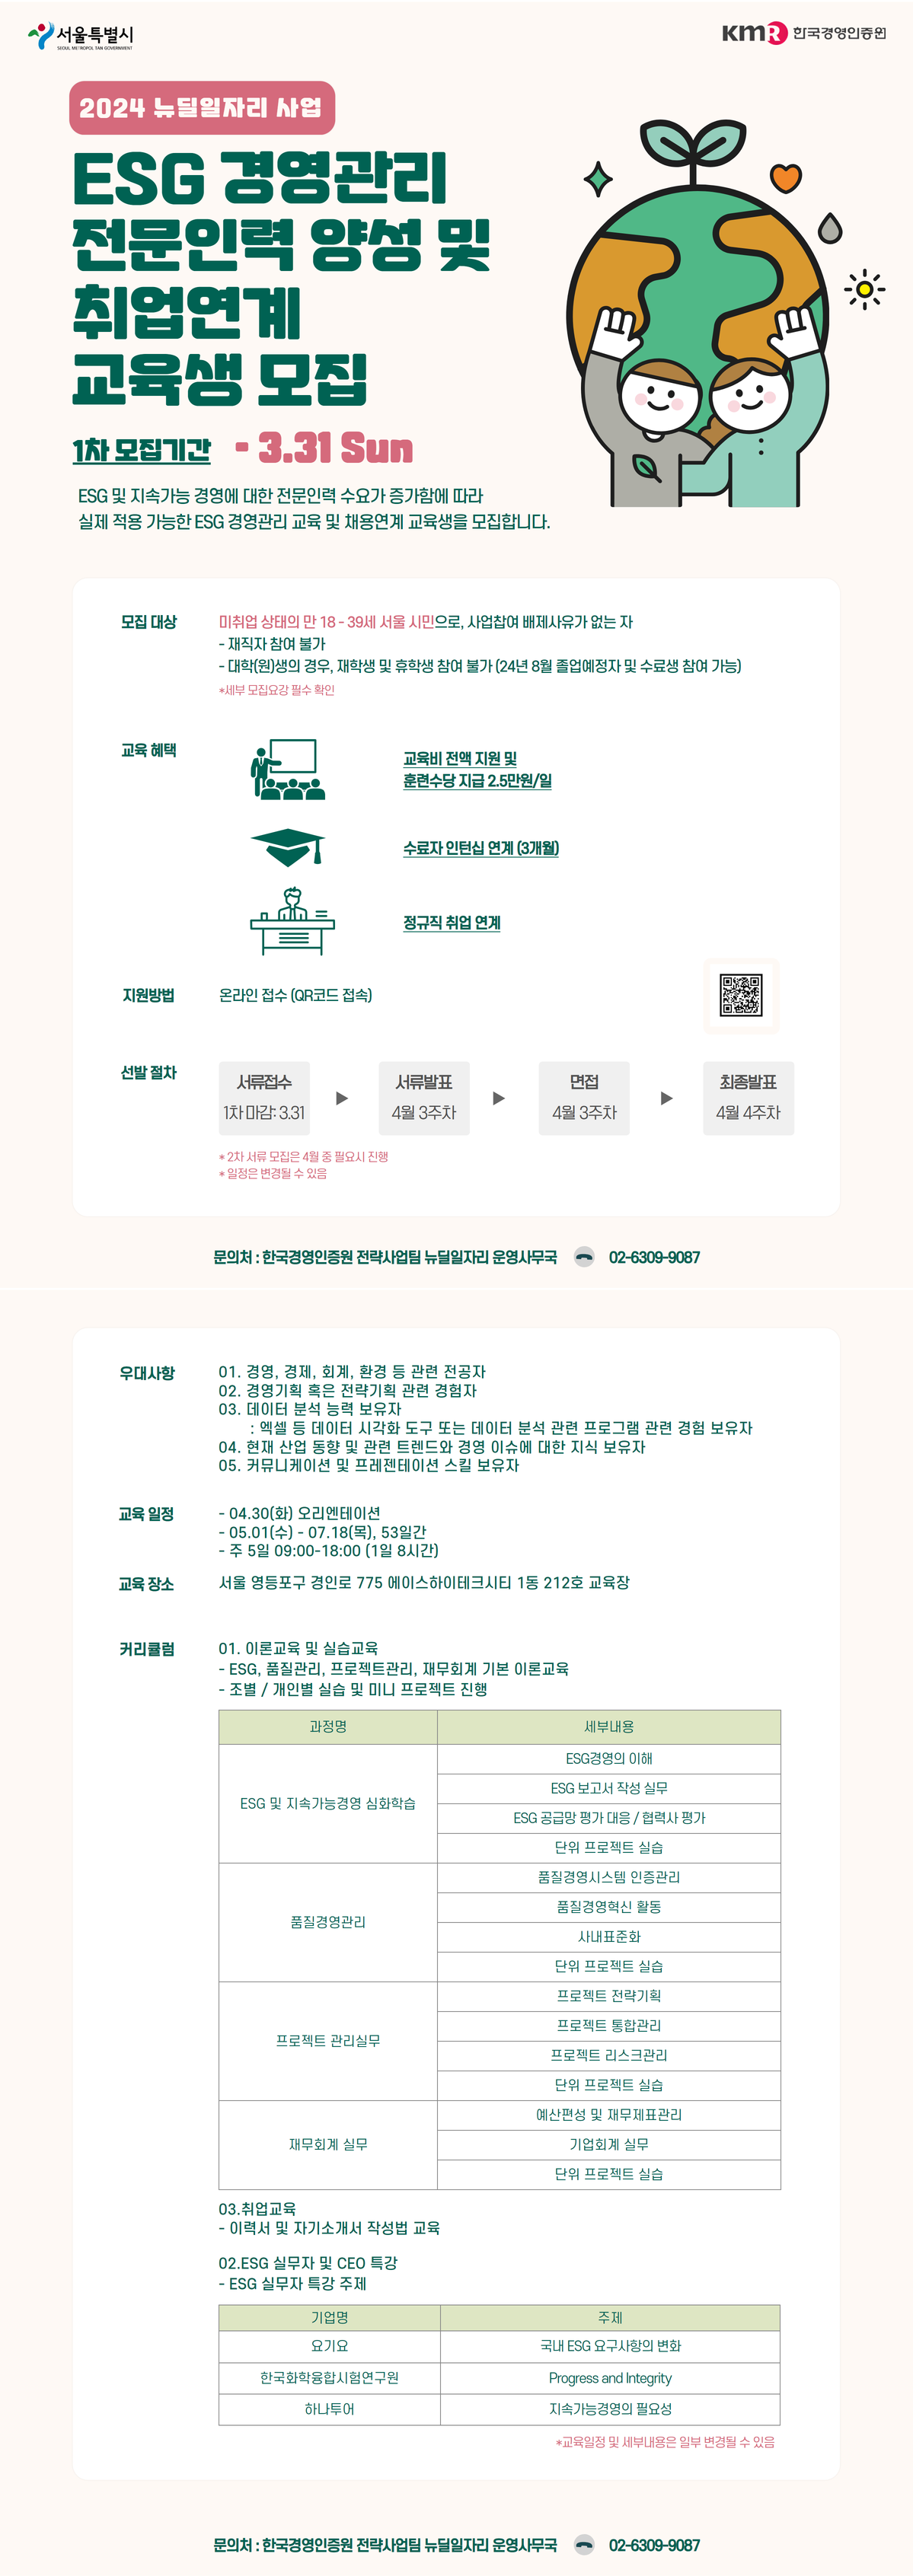 서울특별시
SEOUL METROPOLITAN GOVERNMENT
KMR 한국경영인증원
2024 뉴딜일자리 사업
ESG 경영관리
전문인력 양성 및
취업연계
교육생 모집
1차 모집기간 - 3.31 Sun
ESG 및 지속가능 경영에 대한 전문인력 수요가 증가함에 따라
실제 적용 가능한 ESG 경영관리 교육 및 채용연계 교육생을 모집합니다.
모집 대상 미취업 상태의 만 18 - 39세 서울 시민으로, 사업참여 배제사유가 없는 자
- 재직자 참여 불가
- 대학(원)생의 경우, 재학생 및 휴학생 참여 불가 (24년 8월 졸업예정자 및 수료생 참여 가능)
*세부 모집요강 필수 확인
교육 혜택
교육비 전액 지원 및
훈련수당 지급 2.5만원/일
수료자 인턴십 연계 (3개월)
정규직 취업 연계
지원방법 온라인 접수 (QR코드 접속)
선발 절차
서류접수 ▶ 서류발표 ▶ 면접 ▶ 최종발표
1차 마감: 3.31 4월 3주차 4월 3주차 4월 4주차
* 2차 서류 모집은 4월 중 필요시 진행
* 일정은 변경될 수 있음
문의처 : 한국경영인증원 전략사업팀 뉴딜일자리 운영사무국 02-6309-9087
우대사항 01. 경영, 경제, 회계, 환경 등 관련 전공자
02. 경영기획 혹은 전략기획 관련 경험자
03. 데이터 분석 능력 보유자
: 엑셀 등 데이터 시각화 도구 또는 데이터 분석 관련 프로그램 관련 경험 보유자
04. 현재 산업 동향 및 관련 트렌드와 경영 이슈에 대한 지식 보유자
05. 커뮤니케이션 및 프레젠테이션 스킬 보유자
교육 일정 - 04.30(화) 오리엔테이션
- 05.01(수) - 07.18(목), 53일간
- 주 5일 09:00-18:00 (1일 8시간)
교육 장소 서울 영등포구 경인로 775 에이스하이테크시티 1동 212호 교육장
커리큘럼 01. 이론교육 및 실습교육
- ESG, 품질관리, 프로젝트관리, 재무회계 기본 이론교육
- 조별 / 개인별 실습 및 미니 프로젝트 진행
과정명 세부내용
ESG 및 지속가능경영 심화학습
ESG경영의 이해
ESG 보고서 작성 실무
ESG 공급망 평가 대응 / 협력사 평가
단위 프로젝트 실습
품질경영관리
품질경영시스템 인증관리
품질경영혁신 활동
사내표준화
단위 프로젝트 실습
프로젝트 관리실무
프로젝트 전략기획
프로젝트 통합관리
프로젝트 리스크관리
단위 프로젝트 실습
재무회계 실무
예산편성 및 재무제표관리
기업회계 실무
단위 프로젝트 실습
03.취업교육
- 이력서 및 자기소개서 작성법 교육
02.ESG 실무자 및 CEO 특강
- ESG 실무자 특강 주제
기업명 주제
요기요 국내 ESG 요구사항의 변화
한국화학융합시험연구원 Progress and Integrity
하나투어 지속가능경영의 필요성
*교육일정 및 세부내용은 일부 변경될 수 있음
문의처 : 한국경영인증원 전략사업팀 뉴딜일자리 운영사무국 02-6309-9087